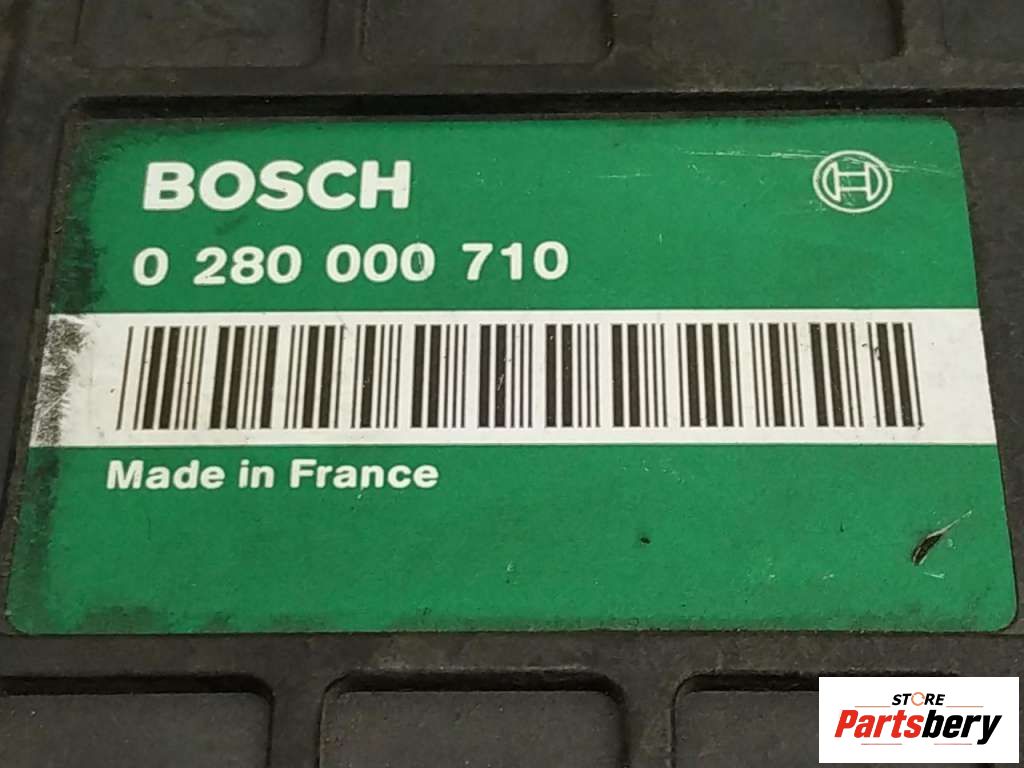 BOSCH
0 280 000 710
Made in France
STORE
Partsbery